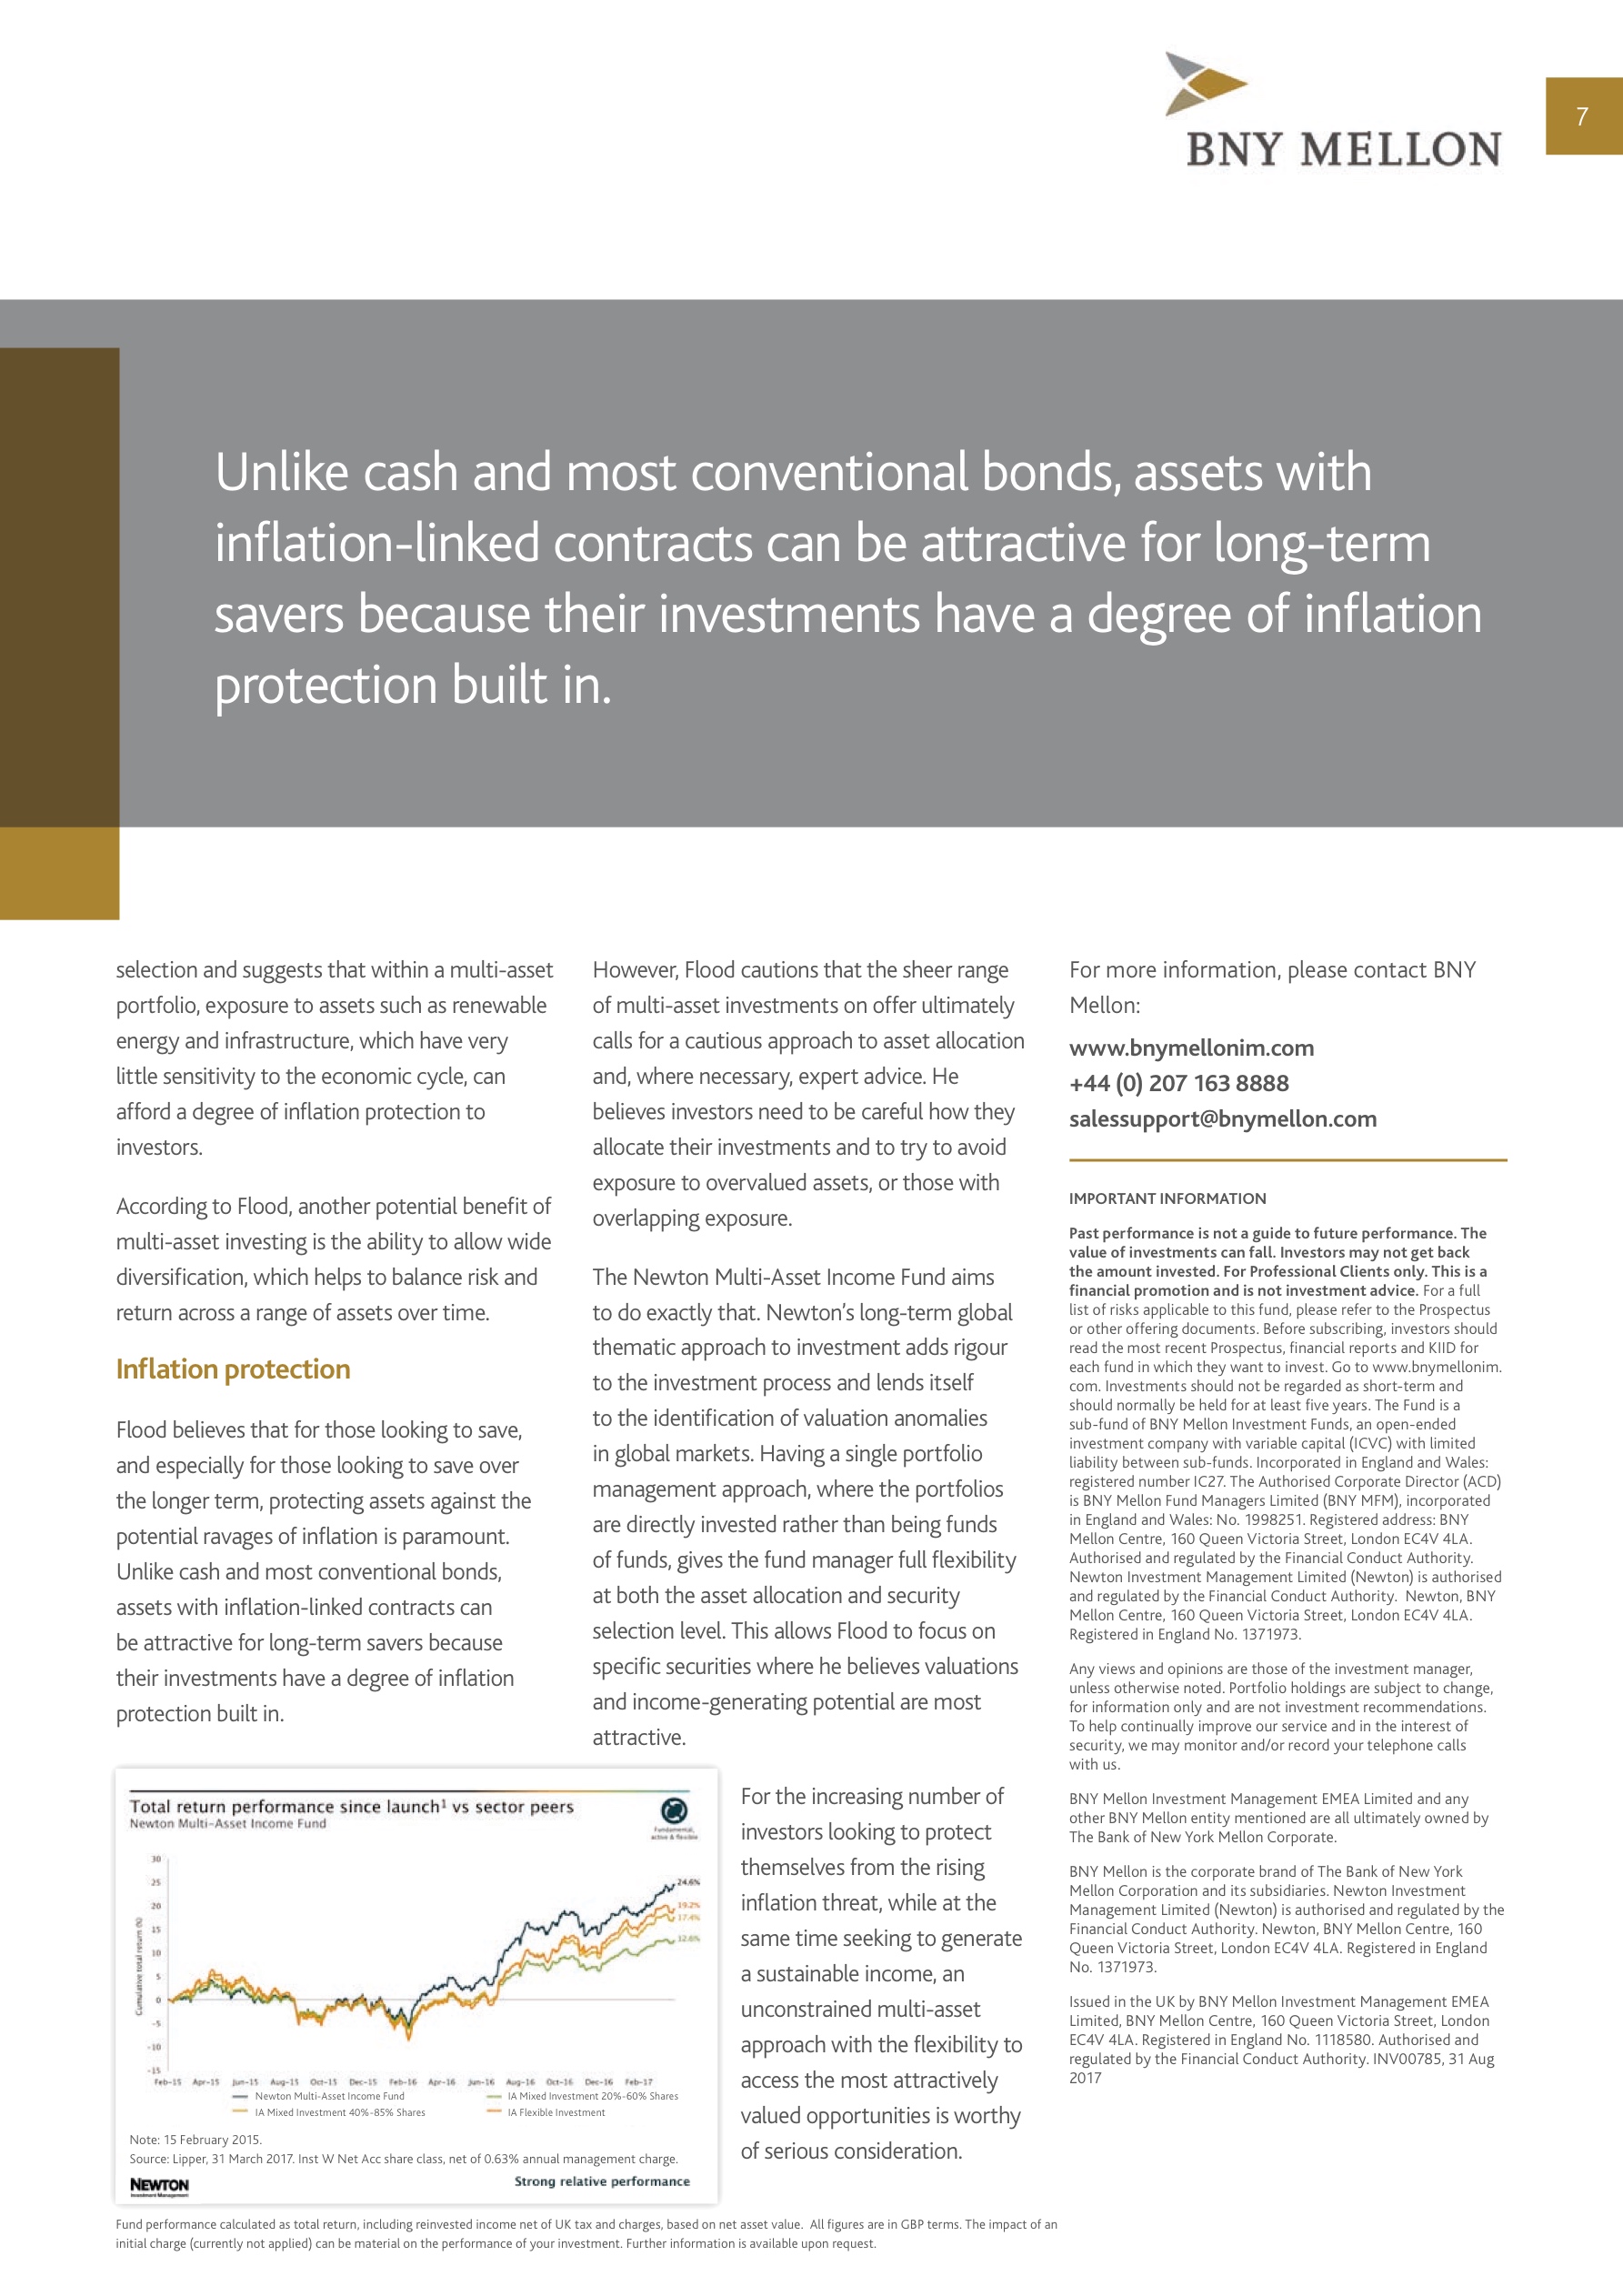 BNY MELLON
7
Unlike cash and most conventional bonds, assets with
inflation-linked contracts can be attractive for long-term
savers because their investments have a degree of inflation
protection built in.
selection and suggests that within a multi-asset
portfolio, exposure to assets such as renewable
energy and infrastructure, which have very
little sensitivity to the economic cycle, can
afford a degree of inflation protection to
investors.
According to Flood, another potential benefit of
multi-asset investing is the ability to allow wide
diversification, which helps to balance risk and
return across a range of assets over time.
Inflation protection
Flood believes that for those looking to save,
and especially for those looking to save over
the longer term, protecting assets against the
potential ravages of inflation is paramount.
Unlike cash and most conventional bonds,
assets with inflation-linked contracts can
be attractive for long-term savers because
their investments have a degree of inflation
protection built in.
However, Flood cautions that the sheer range
of multi-asset investments on offer ultimately
calls for a cautious approach to asset allocation
and, where necessary, expert advice. He
believes investors need to be careful how they
allocate their investments and to try to avoid
exposure to overvalued assets, or those with
overlapping exposure.
The Newton Multi-Asset Income Fund aims
to do exactly that. Newton's long-term global
thematic approach to investment adds rigour
to the investment process and lends itself
to the identification of valuation anomalies
in global markets. Having a single portfolio
management approach, where the portfolios
are directly invested rather than being funds
of funds, gives the fund manager full flexibility
at both the asset allocation and security
selection level. This allows Flood to focus on
specific securities where he believes valuations
and income-generating potential are most
attractive.
For the increasing number of
investors looking to protect
themselves from the rising
inflation threat, while at the
same time seeking to generate
a sustainable income, an
unconstrained multi-asset
approach with the flexibility to
access the most attractively
valued opportunities is worthy
of serious consideration.
Total return performance since launch¹ vs sector peers
Newton Multi-Asset Income Fund
Fundamental,
active & flexible
Cumulative total return (%)
30
25
20
15
10
5
0
-5
-10
-15
24.6%
19.2%
17.4%
12.6%
Feb-15 Apr-15 Jun-15 Aug-15 Oct-15 Dec-15 Feb-16 Apr-16 Jun-16 Aug-16 Oct-16 Dec-16 Feb-17
Newton Multi-Asset Income Fund
IA Mixed Investment 20%-60% Shares
IA Mixed Investment 40%-85% Shares
IA Flexible Investment
Note: 15 February 2015.
Source: Lipper, 31 March 2017. Inst W Net Acc share class, net of 0.63% annual management charge.
NEWTON
Investment Management
Strong relative performance
Fund performance calculated as total return, including reinvested income net of UK tax and charges, based on net asset value. All figures are in GBP terms. The impact of an
initial charge (currently not applied) can be material on the performance of your investment. Further information is available upon request.
For more information, please contact BNY
Mellon:
www.bnymellonim.com
+44 (0) 207 163 8888
salessupport@bnymellon.com
IMPORTANT INFORMATION
Past performance is not a guide to future performance. The
value of investments can fall. Investors may not get back
the amount invested. For Professional Clients only. This is a
financial promotion and is not investment advice. For a full
list of risks applicable to this fund, please refer to the Prospectus
or other offering documents. Before subscribing, investors should
read the most recent Prospectus, financial reports and KIID for
each fund in which they want to invest. Go to www.bnymellonim.
com. Investments should not be regarded as short-term and
should normally be held for at least five years. The Fund is a
sub-fund of BNY Mellon Investment Funds, an open-ended
investment company with variable capital (ICVC) with limited
liability between sub-funds. Incorporated in England and Wales:
registered number IC27. The Authorised Corporate Director (ACD)
is BNY Mellon Fund Managers Limited (BNY MFM), incorporated
in England and Wales: No. 1998251. Registered address: BNY
Mellon Centre, 160 Queen Victoria Street, London EC4V 4LA.
Authorised and regulated by the Financial Conduct Authority.
Newton Investment Management Limited (Newton) is authorised
and regulated by the Financial Conduct Authority. Newton, BNY
Mellon Centre, 160 Queen Victoria Street, London EC4V 4LA.
Registered in England No. 1371973.
Any views and opinions are those of the investment manager,
unless otherwise noted. Portfolio holdings are subject to change,
for information only and are not investment recommendations.
To help continually improve our service and in the interest of
security, we may monitor and/or record your telephone calls
with us.
BNY Mellon Investment Management EMEA Limited and any
other BNY Mellon entity mentioned are all ultimately owned by
The Bank of New York Mellon Corporate.
BNY Mellon is the corporate brand of The Bank of New York
Mellon Corporation and its subsidiaries. Newton Investment
Management Limited (Newton) is authorised and regulated by the
Financial Conduct Authority. Newton, BNY Mellon Centre, 160
Queen Victoria Street, London EC4V 4LA. Registered in England
No. 1371973.
Issued in the UK by BNY Mellon Investment Management EMEA
Limited, BNY Mellon Centre, 160 Queen Victoria Street, London
EC4V 4LA. Registered in England No. 1118580. Authorised and
regulated by the Financial Conduct Authority. INV00785, 31 Aug
2017